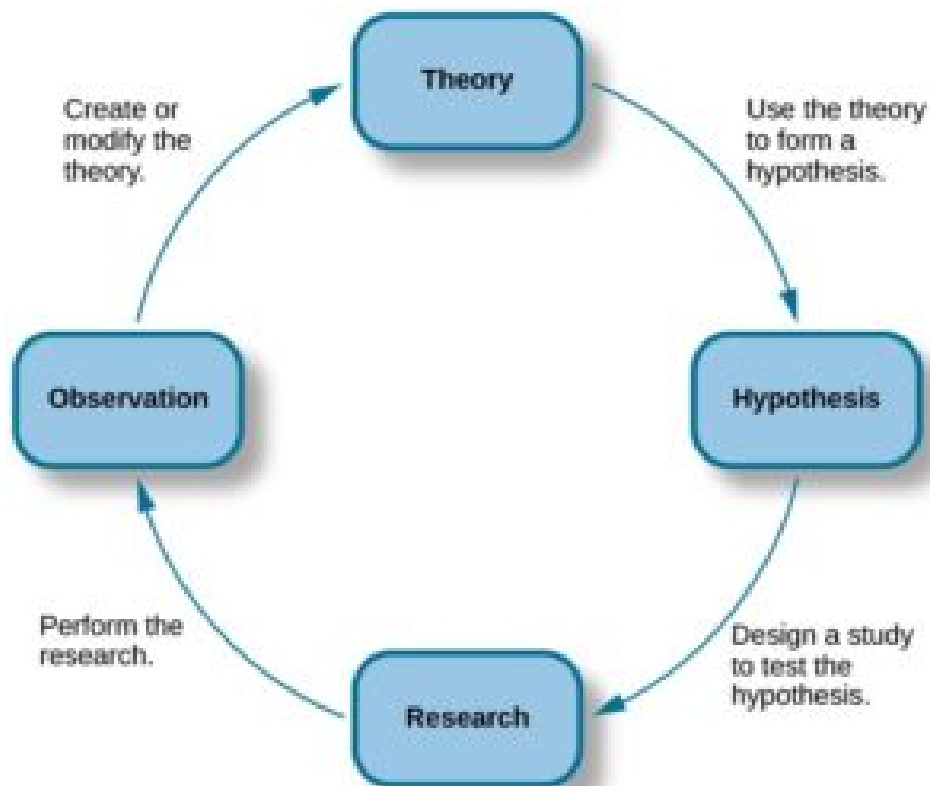 Theory
Create or
modify the
theory.
Use the theory
to form a
hypothesis.
Observation
Hypothesis
Perform the
research.
Design a study
to test the
hypothesis.
Research